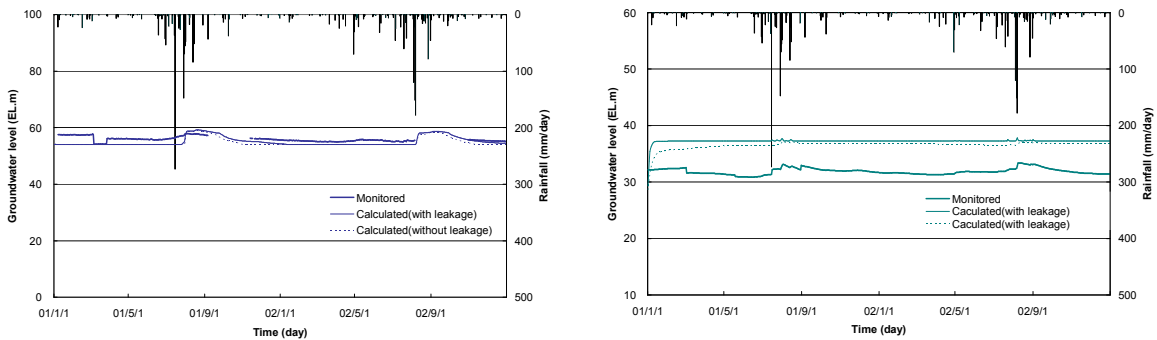 100
80
60
40
20
0
Groundwater level (EL.m)
0
100
200
300
400
500
Rainfall (mm/day)
Monitored
Calculated(with leakage)
Calculated(without leakage)
01/1/1 01/5/1 01/9/1 02/1/1 02/5/1 02/9/1
Time (day)
60
50
40
30
20
10
Groundwater level (EL.m)
0
100
200
300
400
500
Rainfall (mm/day)
Monitored
Caculated(with leakage)
Caculated(with leakage)
01/1/1 01/5/1 01/9/1 02/1/1 02/5/1 02/9/1
Time (day)